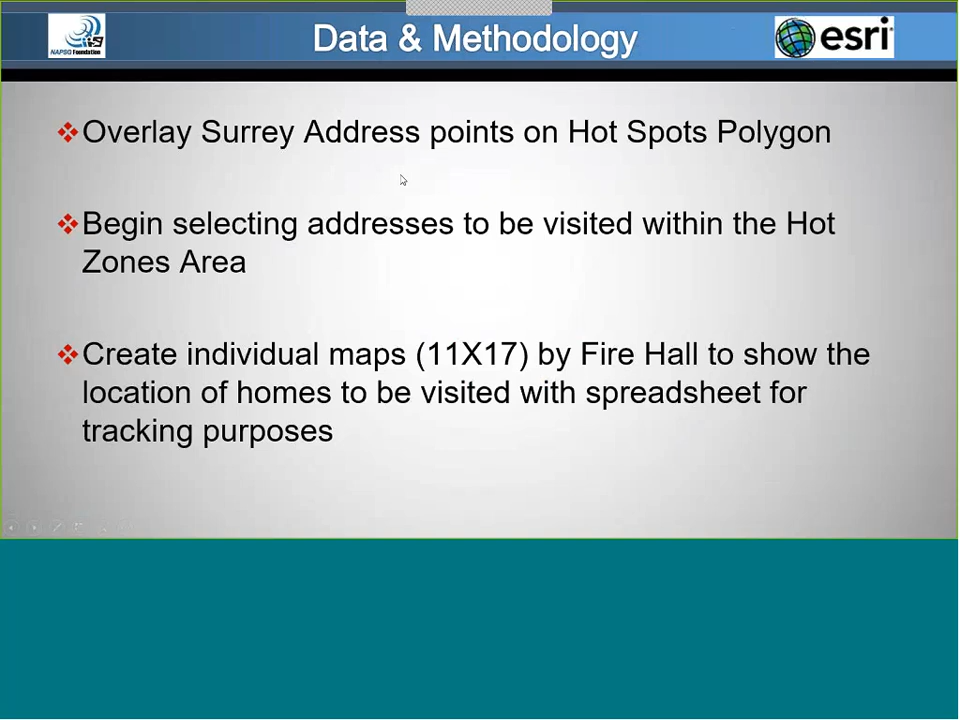 NAPSG Foundation
Data & Methodology
esri
Overlay Surrey Address points on Hot Spots Polygon
Begin selecting addresses to be visited within the Hot
Zones Area
Create individual maps (11X17) by Fire Hall to show the
location of homes to be visited with spreadsheet for
tracking purposes